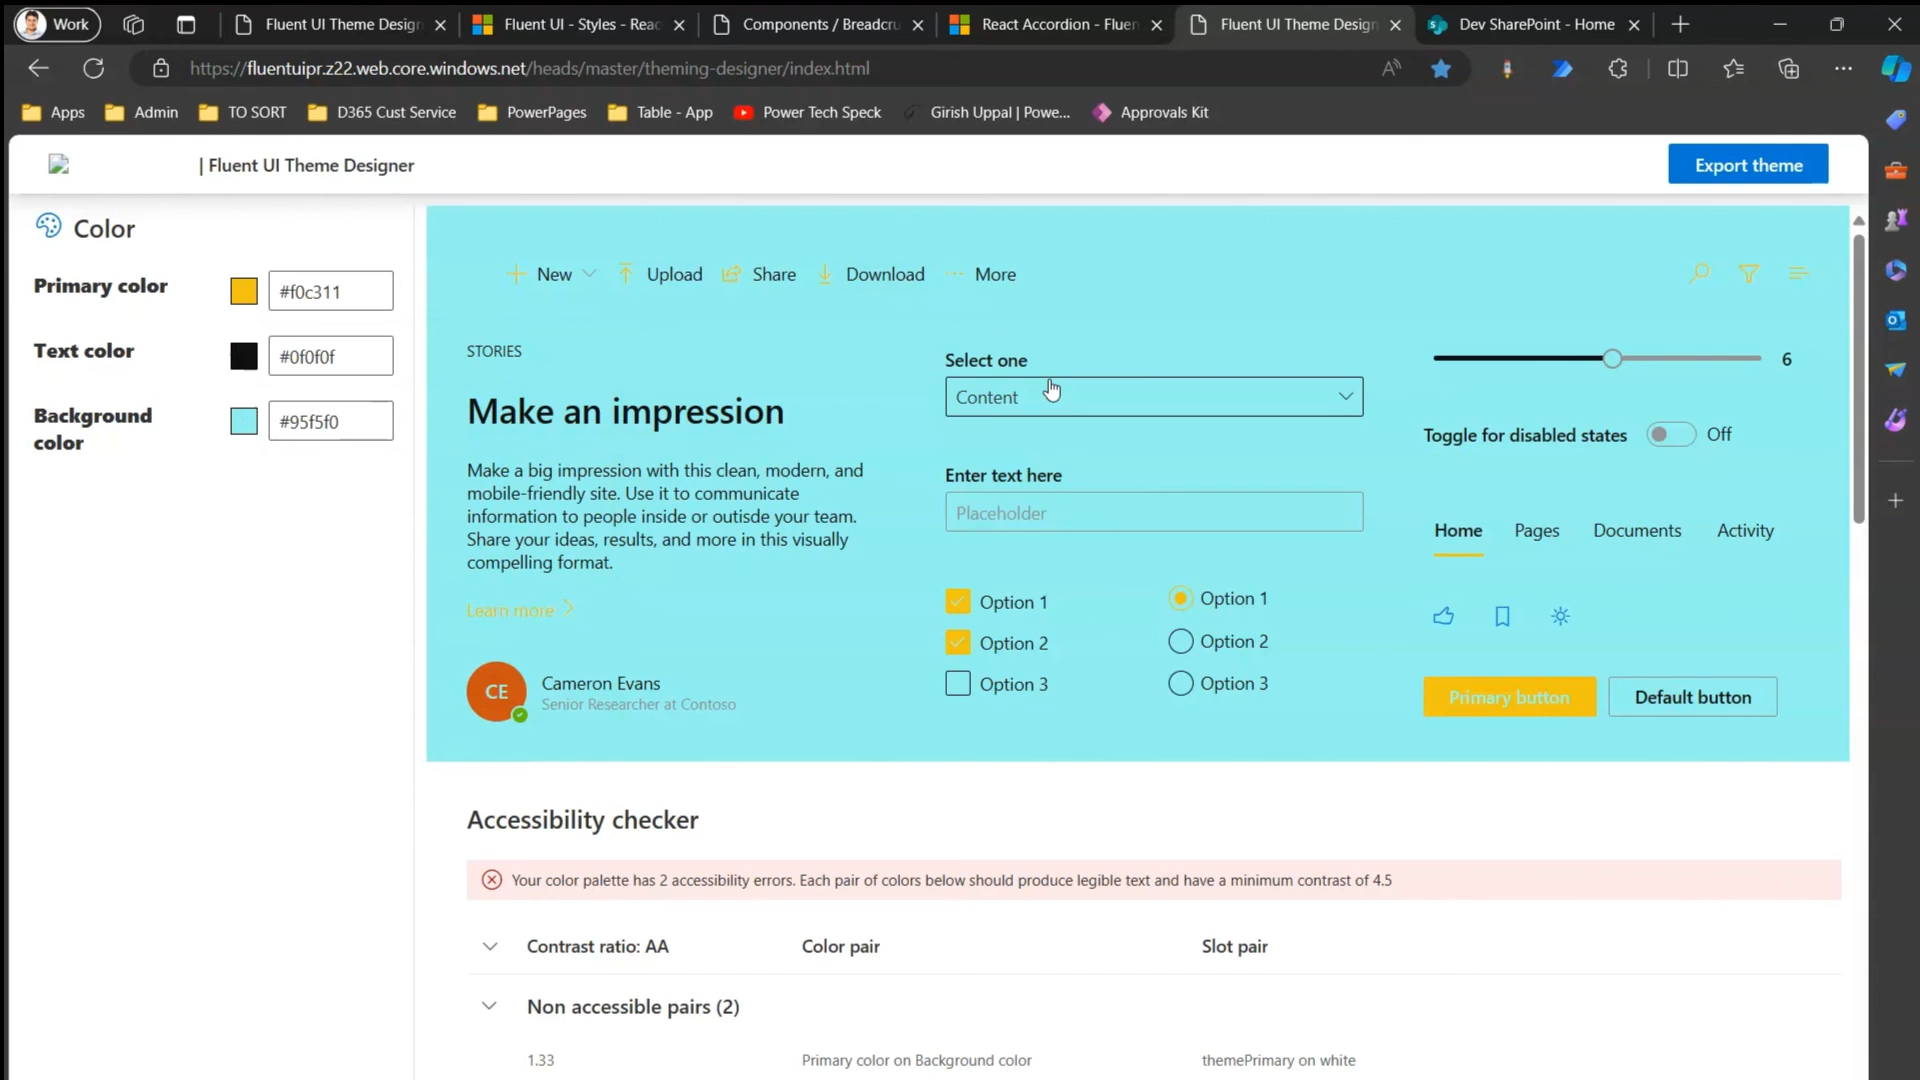 Work
Fluent UI Theme Design
Fluent UI - Styles - Reac
Components / Breadcru
React Accordion - Fluen
Fluent UI Theme Design
Dev SharePoint - Home
https://fluentuipr.z22.web.core.windows.net/heads/master/theming-designer/index.html
Apps
Admin
TO SORT
D365 Cust Service
PowerPages
Table - App
Power Tech Speck
Girish Uppal | Powe...
Approvals Kit
| Fluent UI Theme Designer
Export theme
Color
Primary color
#f0c311
Text color
#0f0f0f
Background
color
#95f5f0
New
Upload
Share
Download
More
STORIES
Make an impression
Make a big impression with this clean, modern, and
mobile-friendly site. Use it to communicate
information to people inside or outisde your team.
Share your ideas, results, and more in this visually
compelling format.
Learn more
CE
Cameron Evans
Senior Researcher at Contoso
Select one
Content
Enter text here
Placeholder
Option 1
Option 2
Option 3
Option 1
Option 2
Option 3
6
Toggle for disabled states
Off
Home
Pages
Documents
Activity
Primary button
Default button
Accessibility checker
Your color palette has 2 accessibility errors. Each pair of colors below should produce legible text and have a minimum contrast of 4.5
Contrast ratio: AA
Color pair
Slot pair
Non accessible pairs (2)
1.33
Primary color on Background color
themePrimary on white